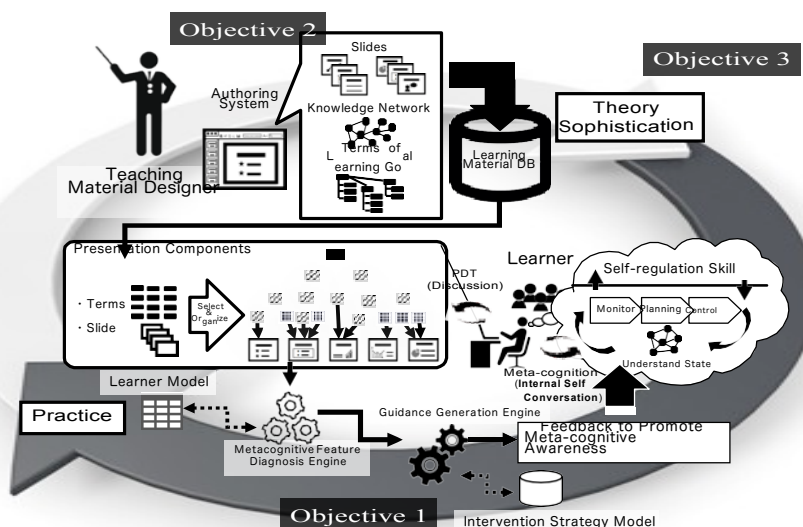 Objective 2
Slides
Objective 3
Authoring
System
Knowledge Network
Terms of
L al
earning Go
Learning
Material DB
Theory
Sophistication
Teaching
Material Designer
Presentation Components
・Terms
・Slide
Select
&
Organize
PDT
(Discussion)
Learner
Self-regulation Skill
Monitor Planning Control
Understand State
Meta-cognition
(Internal Self
Conversation)
Learner Model
Practice
Guidance Generation Engine
Metacognitive Feature
Diagnosis Engine
Feedback to Promote
Meta-cognitive
Awareness
Objective 1
Intervention Strategy Model